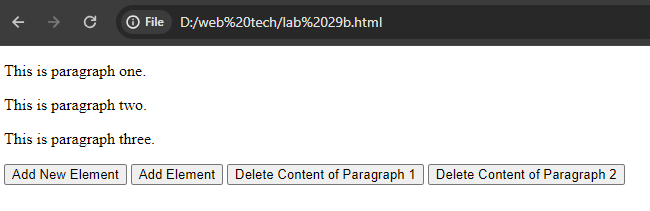 File D:/web%20tech/lab%2029b.html
This is paragraph one.
This is paragraph two.
This is paragraph three.
Add New Element Add Element Delete Content of Paragraph 1 Delete Content of Paragraph 2